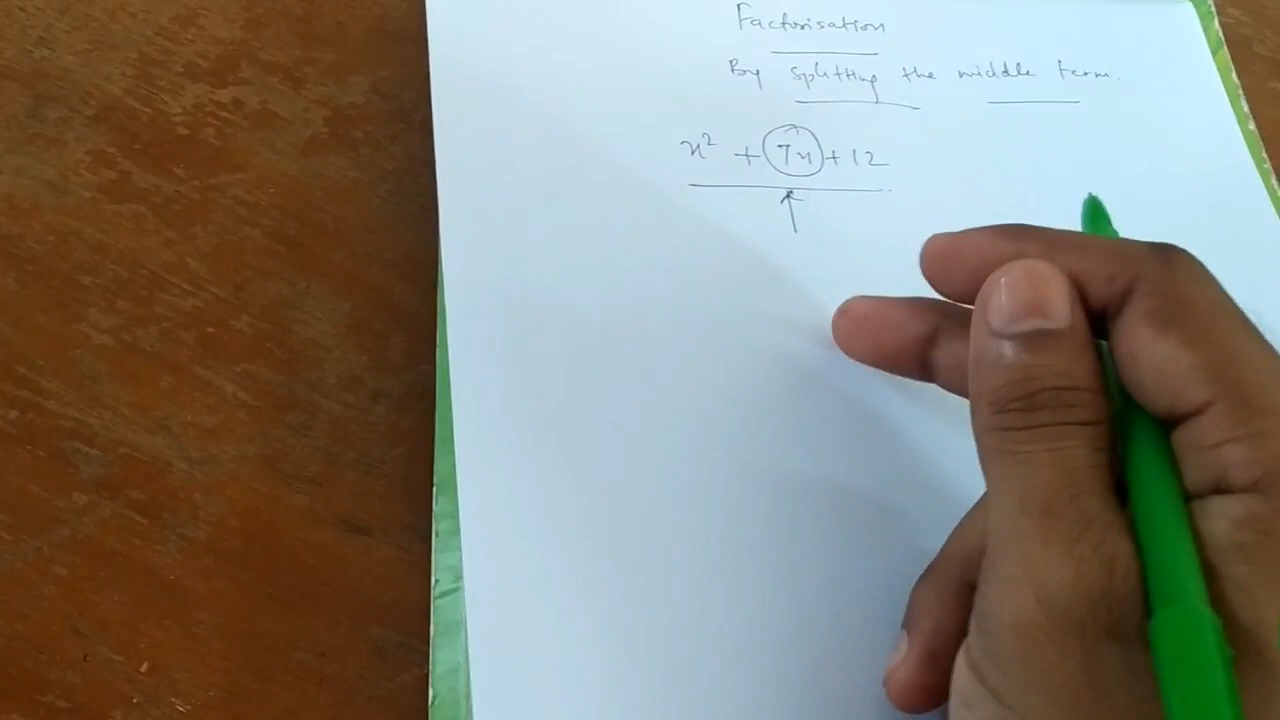 Factorisation
By splitting the middle term.
x² + 7x + 12